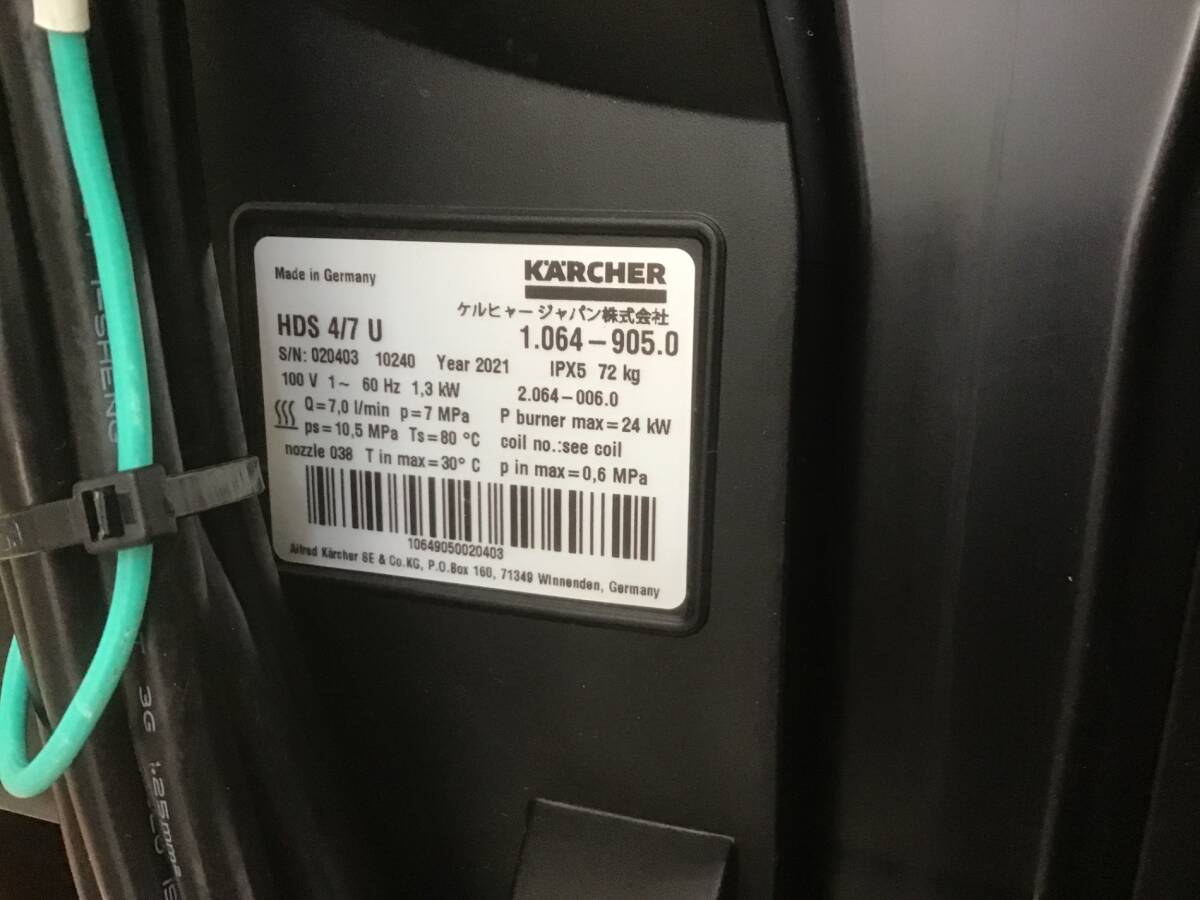 Made in Germany
KÄRCHER
ケルヒャー ジャパン株式会社
HDS 4/7 U
1.064-905.0
S/N: 020403 10240 Year 2021 IPX5 72 kg
100 V 1~ 60 Hz 1,3 kW 2.064-006.0
Q=7,0 l/min p=7 MPa P burner max=24 kW
ps=10,5 MPa Ts=80 °C coil no.:see coil
nozzle 038 T in max=30° C p in max=0,6 MPa
10649050020403
Alfred Kärcher SE & Co.KG, P.O.Box 160, 71349 Winnenden, Germany
3G 1.25mm²